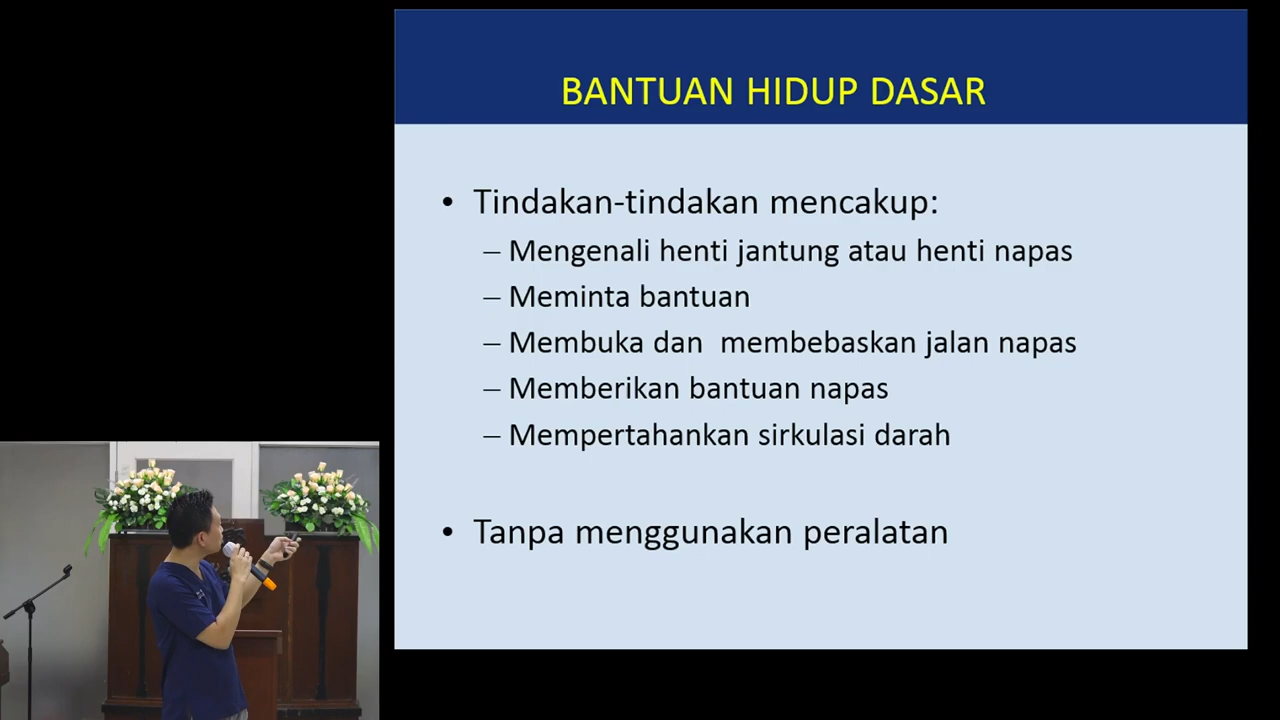 BANTUAN HIDUP DASAR
• Tindakan-tindakan mencakup:
– Mengenali henti jantung atau henti napas
– Meminta bantuan
– Membuka dan  membebaskan jalan napas
– Memberikan bantuan napas
– Mempertahankan sirkulasi darah
• Tanpa menggunakan peralatan